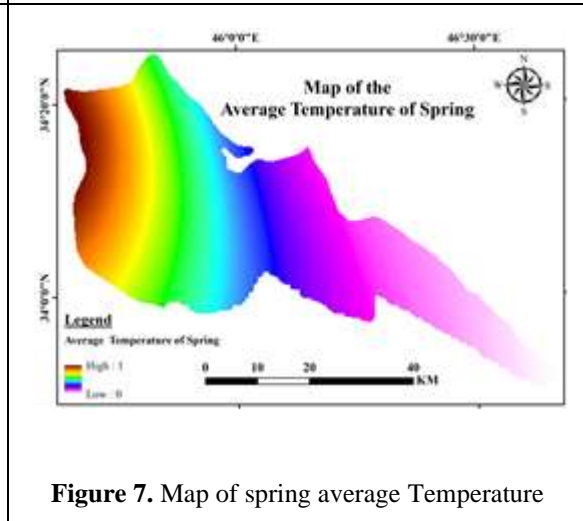 46°0'0"E 46°30'0"E
Map of the
Average Temperature of Spring
N
W
S
34°20'0"N
34°0'0"N
Legend
Average Temperature of Spring
High : 1
Low : 0
0 10 20 40
KM
Figure 7. Map of spring average Temperature